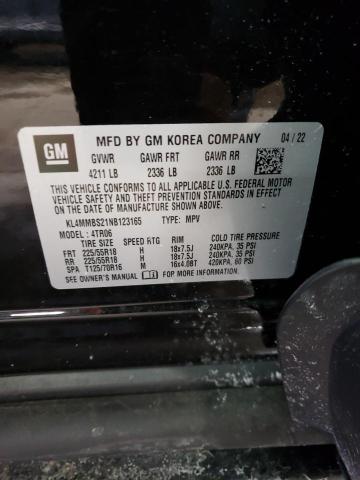 GM
MFD BY GM KOREA COMPANY 04/22
GVWR GAWR FRT GAWR RR
4211 LB 2336 LB 2336 LB
THIS VEHICLE CONFORMS TO ALL APPLICABLE U.S. FEDERAL MOTOR
VEHICLE SAFETY AND THEFT PREVENTION STANDARDS IN EFFECT
ON THE DATE OF MANUFACTURE SHOWN ABOVE.
KL4MMBS21NB123165 TYPE: MPV
MODEL: 4TR06
TIRE SIZE SPEED RTG RIM COLD TIRE PRESSURE
FRT 225/55R18 H 18x7.5J 240KPA, 35 PSI
RR 225/55R18 H 18x7.5J 240KPA, 35 PSI
SPA T125/70R16 M 16x4.0BT 420KPA, 60 PSI
SEE OWNER'S MANUAL FOR ADDITIONAL INFORMATION.